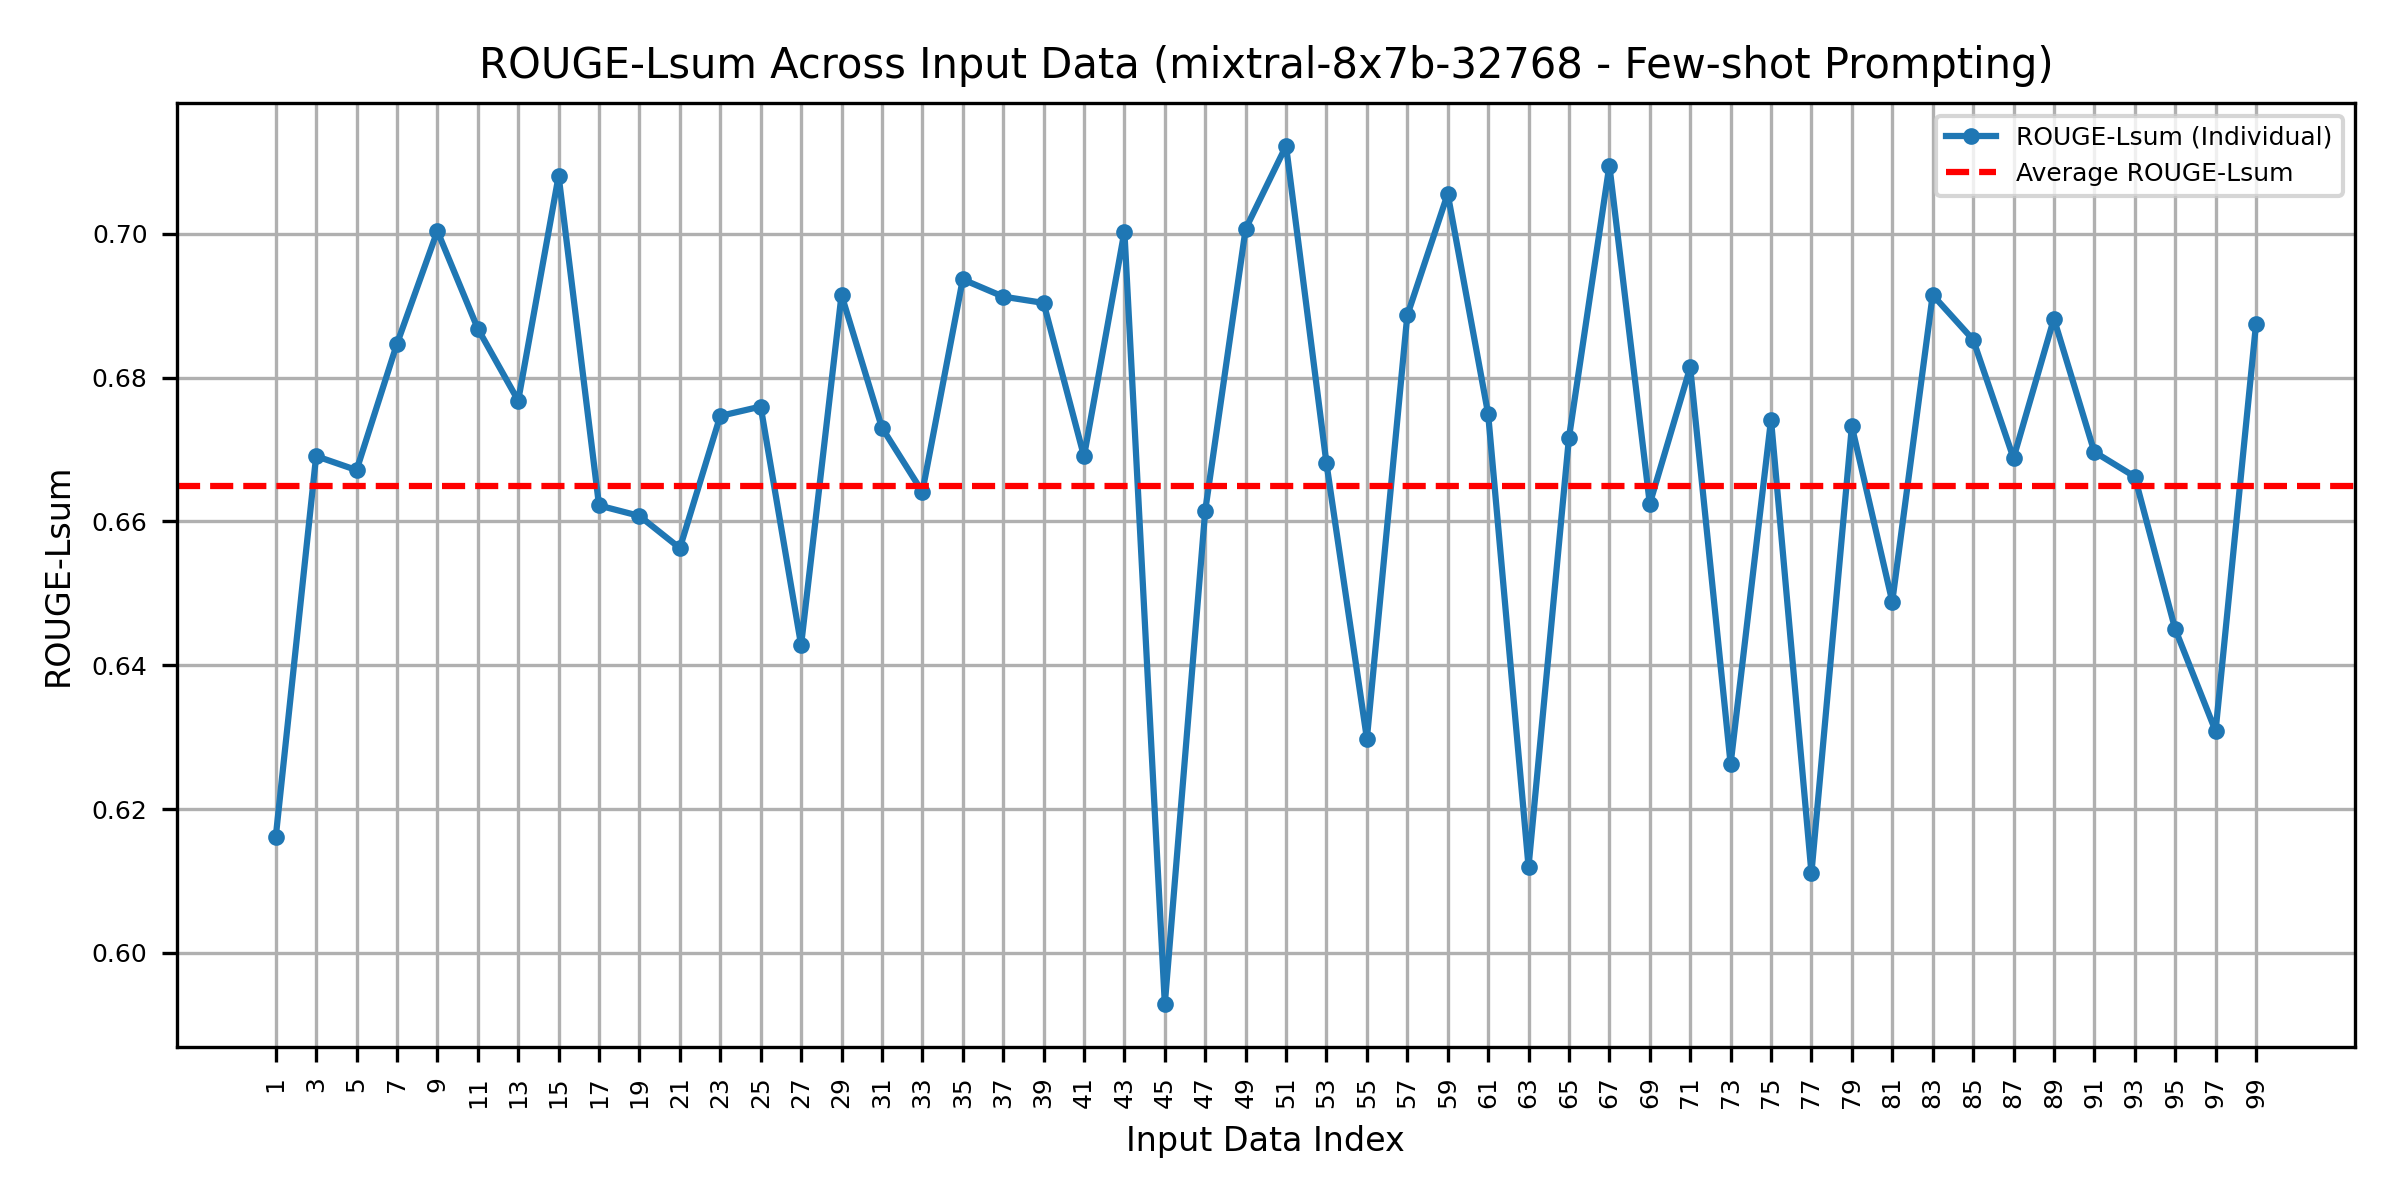 ROUGE-Lsum Across Input Data (mixtral-8x7b-32768 - Few-shot Prompting)
ROUGE-Lsum (Individual)
Average ROUGE-Lsum
ROUGE-Lsum
0.70
0.68
0.66
0.64
0.62
0.60
1 3 5 7 9 11 13 15 17 19 21 23 25 27 29 31 33 35 37 39 41 43 45 47 49 51 53 55 57 59 61 63 65 67 69 71 73 75 77 79 81 83 85 87 89 91 93 95 97 99
Input Data Index